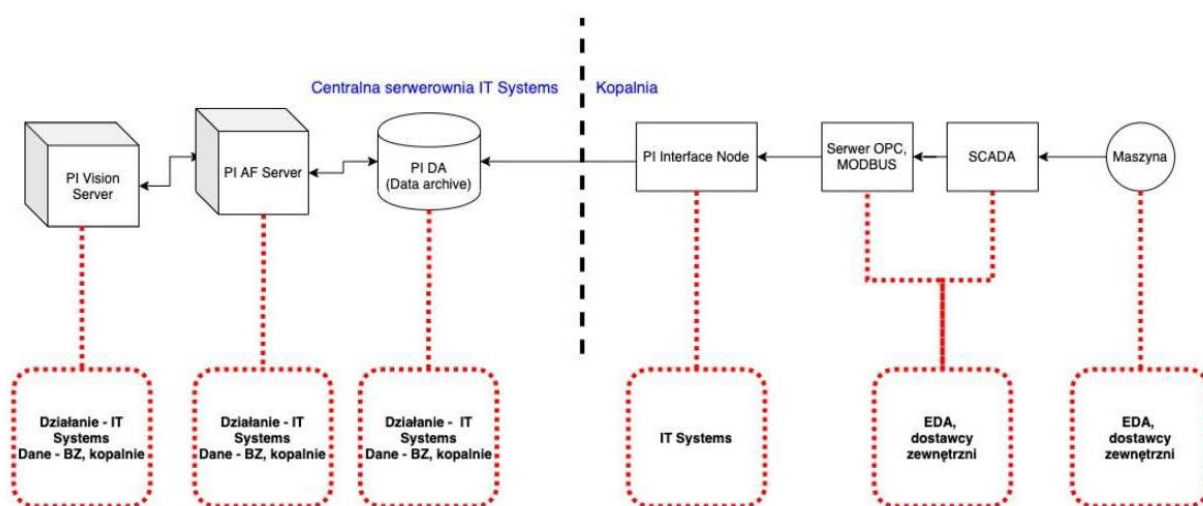 Centralna serwerownia IT Systems
Kopalnia
PI Vision
Server
PI AF Server
PI DA
(Data archive)
PI Interface Node
Serwer OPC,
MODBUS
SCADA
Maszyna
Działanie - IT
Systems
Dane - BZ, kopalnie
Działanie - IT
Systems
Dane - BZ, kopalnie
Działanie - IT
Systems
Dane - BZ, kopalnie
IT Systems
EDA,
dostawcy
zewnętrzni
EDA,
dostawcy
zewnętrzni